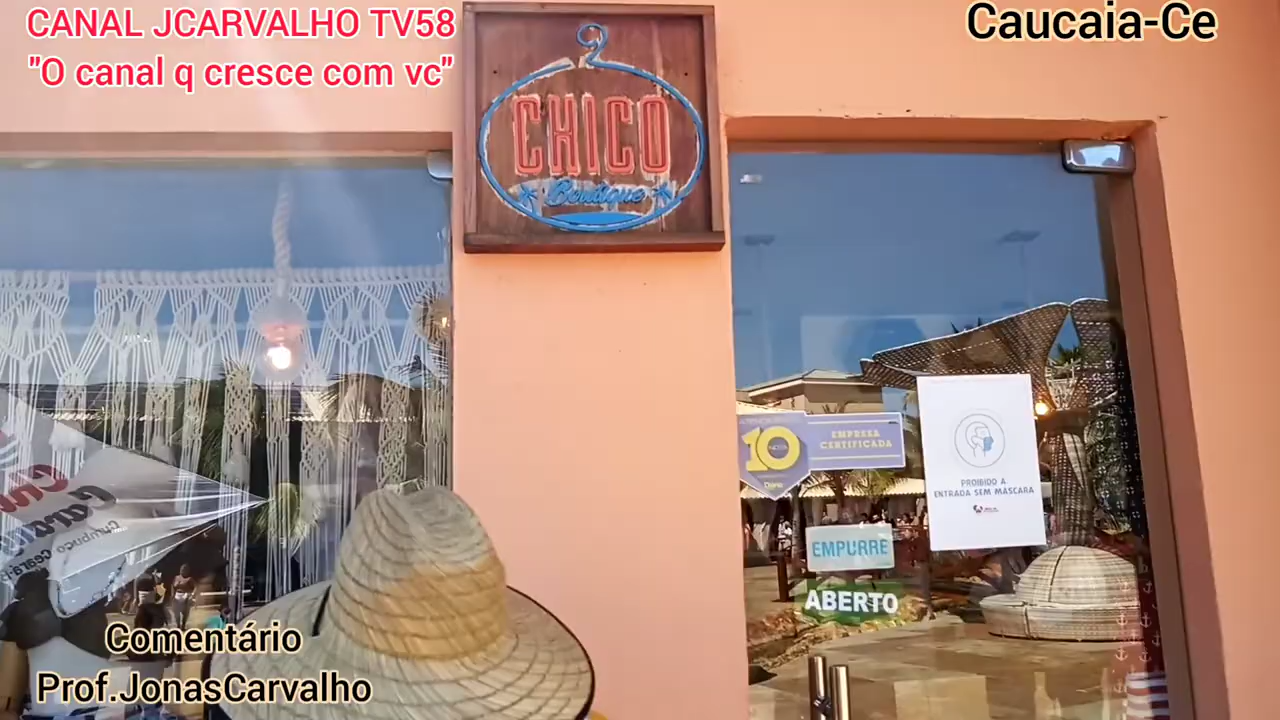 CANAL JCARVALHO TV58
"O canal q cresce com vc"
Caucaia-Ce
CHICO
Boutique
10
EMPRESA
CERTIFICADA
PROIBIDO A
ENTRADA SEM MÁSCARA
EMPURRE
ABERTO
Comentário
Prof.JonasCarvalho